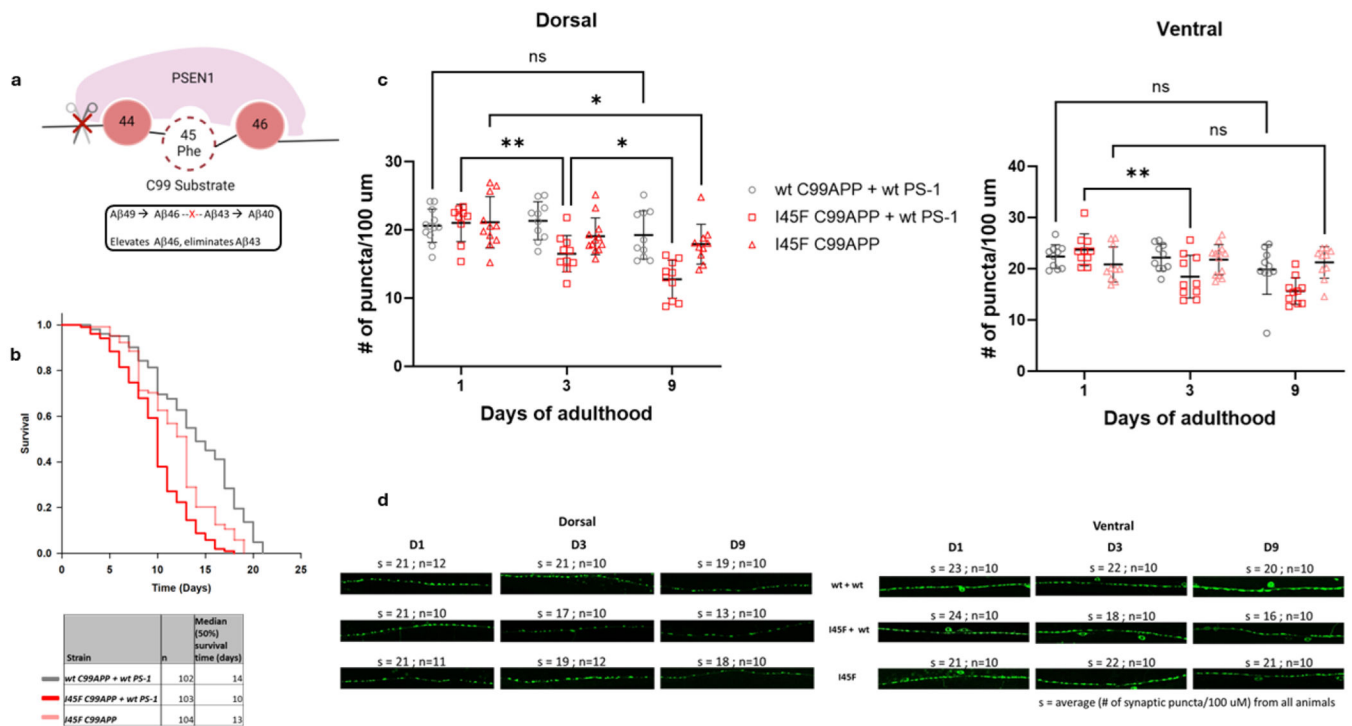 a
PSEN1
44
45
Phe
46
C99 Substrate
Aβ49 → Aβ46 --X-- Aβ43 → Aβ40
Elevates Aβ46, eliminates Aβ43
b
Survival
1.0
0.8
0.6
0.4
0.2
0.0
0 5 10 15 20 25
Time (Days)
Strain n Median (50%) survival time (days)
wt C99APP + wt PS-1 102 14
I45F C99APP + wt PS-1 103 10
I45F C99APP 104 13
c
Dorsal
ns
*
** *
# of puncta/100 um
30
20
10
0
1 3 9
Days of adulthood
wt C99APP + wt PS-1
I45F C99APP + wt PS-1
I45F C99APP
Ventral
ns
ns
**
# of puncta/100 um
40
30
20
10
0
1 3 9
Days of adulthood
d
Dorsal
D1 D3 D9
s = 21 ; n=12 s = 21 ; n=10 s = 19 ; n=10
wt + wt
s = 21 ; n=10 s = 17 ; n=10 s = 13 ; n=10
I45F + wt
s = 21 ; n=11 s = 19 ; n=12 s = 18 ; n=10
I45F
Ventral
D1 D3 D9
s = 23 ; n=10 s = 22 ; n=10 s = 20 ; n=10
s = 24 ; n=10 s = 18 ; n=10 s = 16 ; n=10
s = 21 ; n=10 s = 22 ; n=10 s = 21 ; n=10
s = average (# of synaptic puncta/100 uM) from all animals